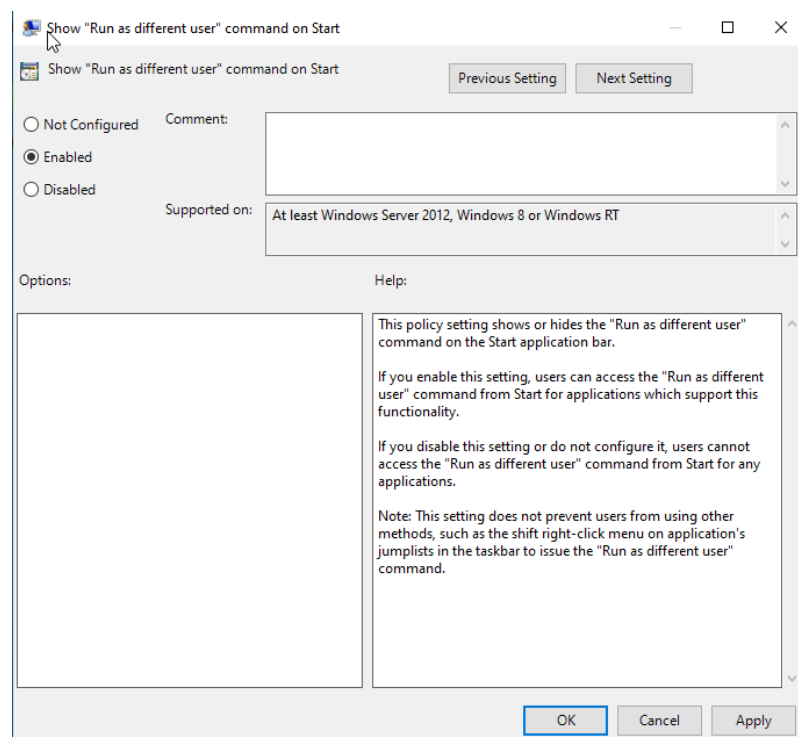 Show "Run as different user" command on Start
Show "Run as different user" command on Start
Previous Setting
Next Setting
Not Configured
Comment:
Enabled
Disabled
Supported on:
At least Windows Server 2012, Windows 8 or Windows RT
Options:
Help:
This policy setting shows or hides the "Run as different user"
command on the Start application bar.
If you enable this setting, users can access the "Run as different
user" command from Start for applications which support this
functionality.
If you disable this setting or do not configure it, users cannot
access the "Run as different user" command from Start for any
applications.
Note: This setting does not prevent users from using other
methods, such as the shift right-click menu on application's
jumplists in the taskbar to issue the "Run as different user"
command.
OK
Cancel
Apply